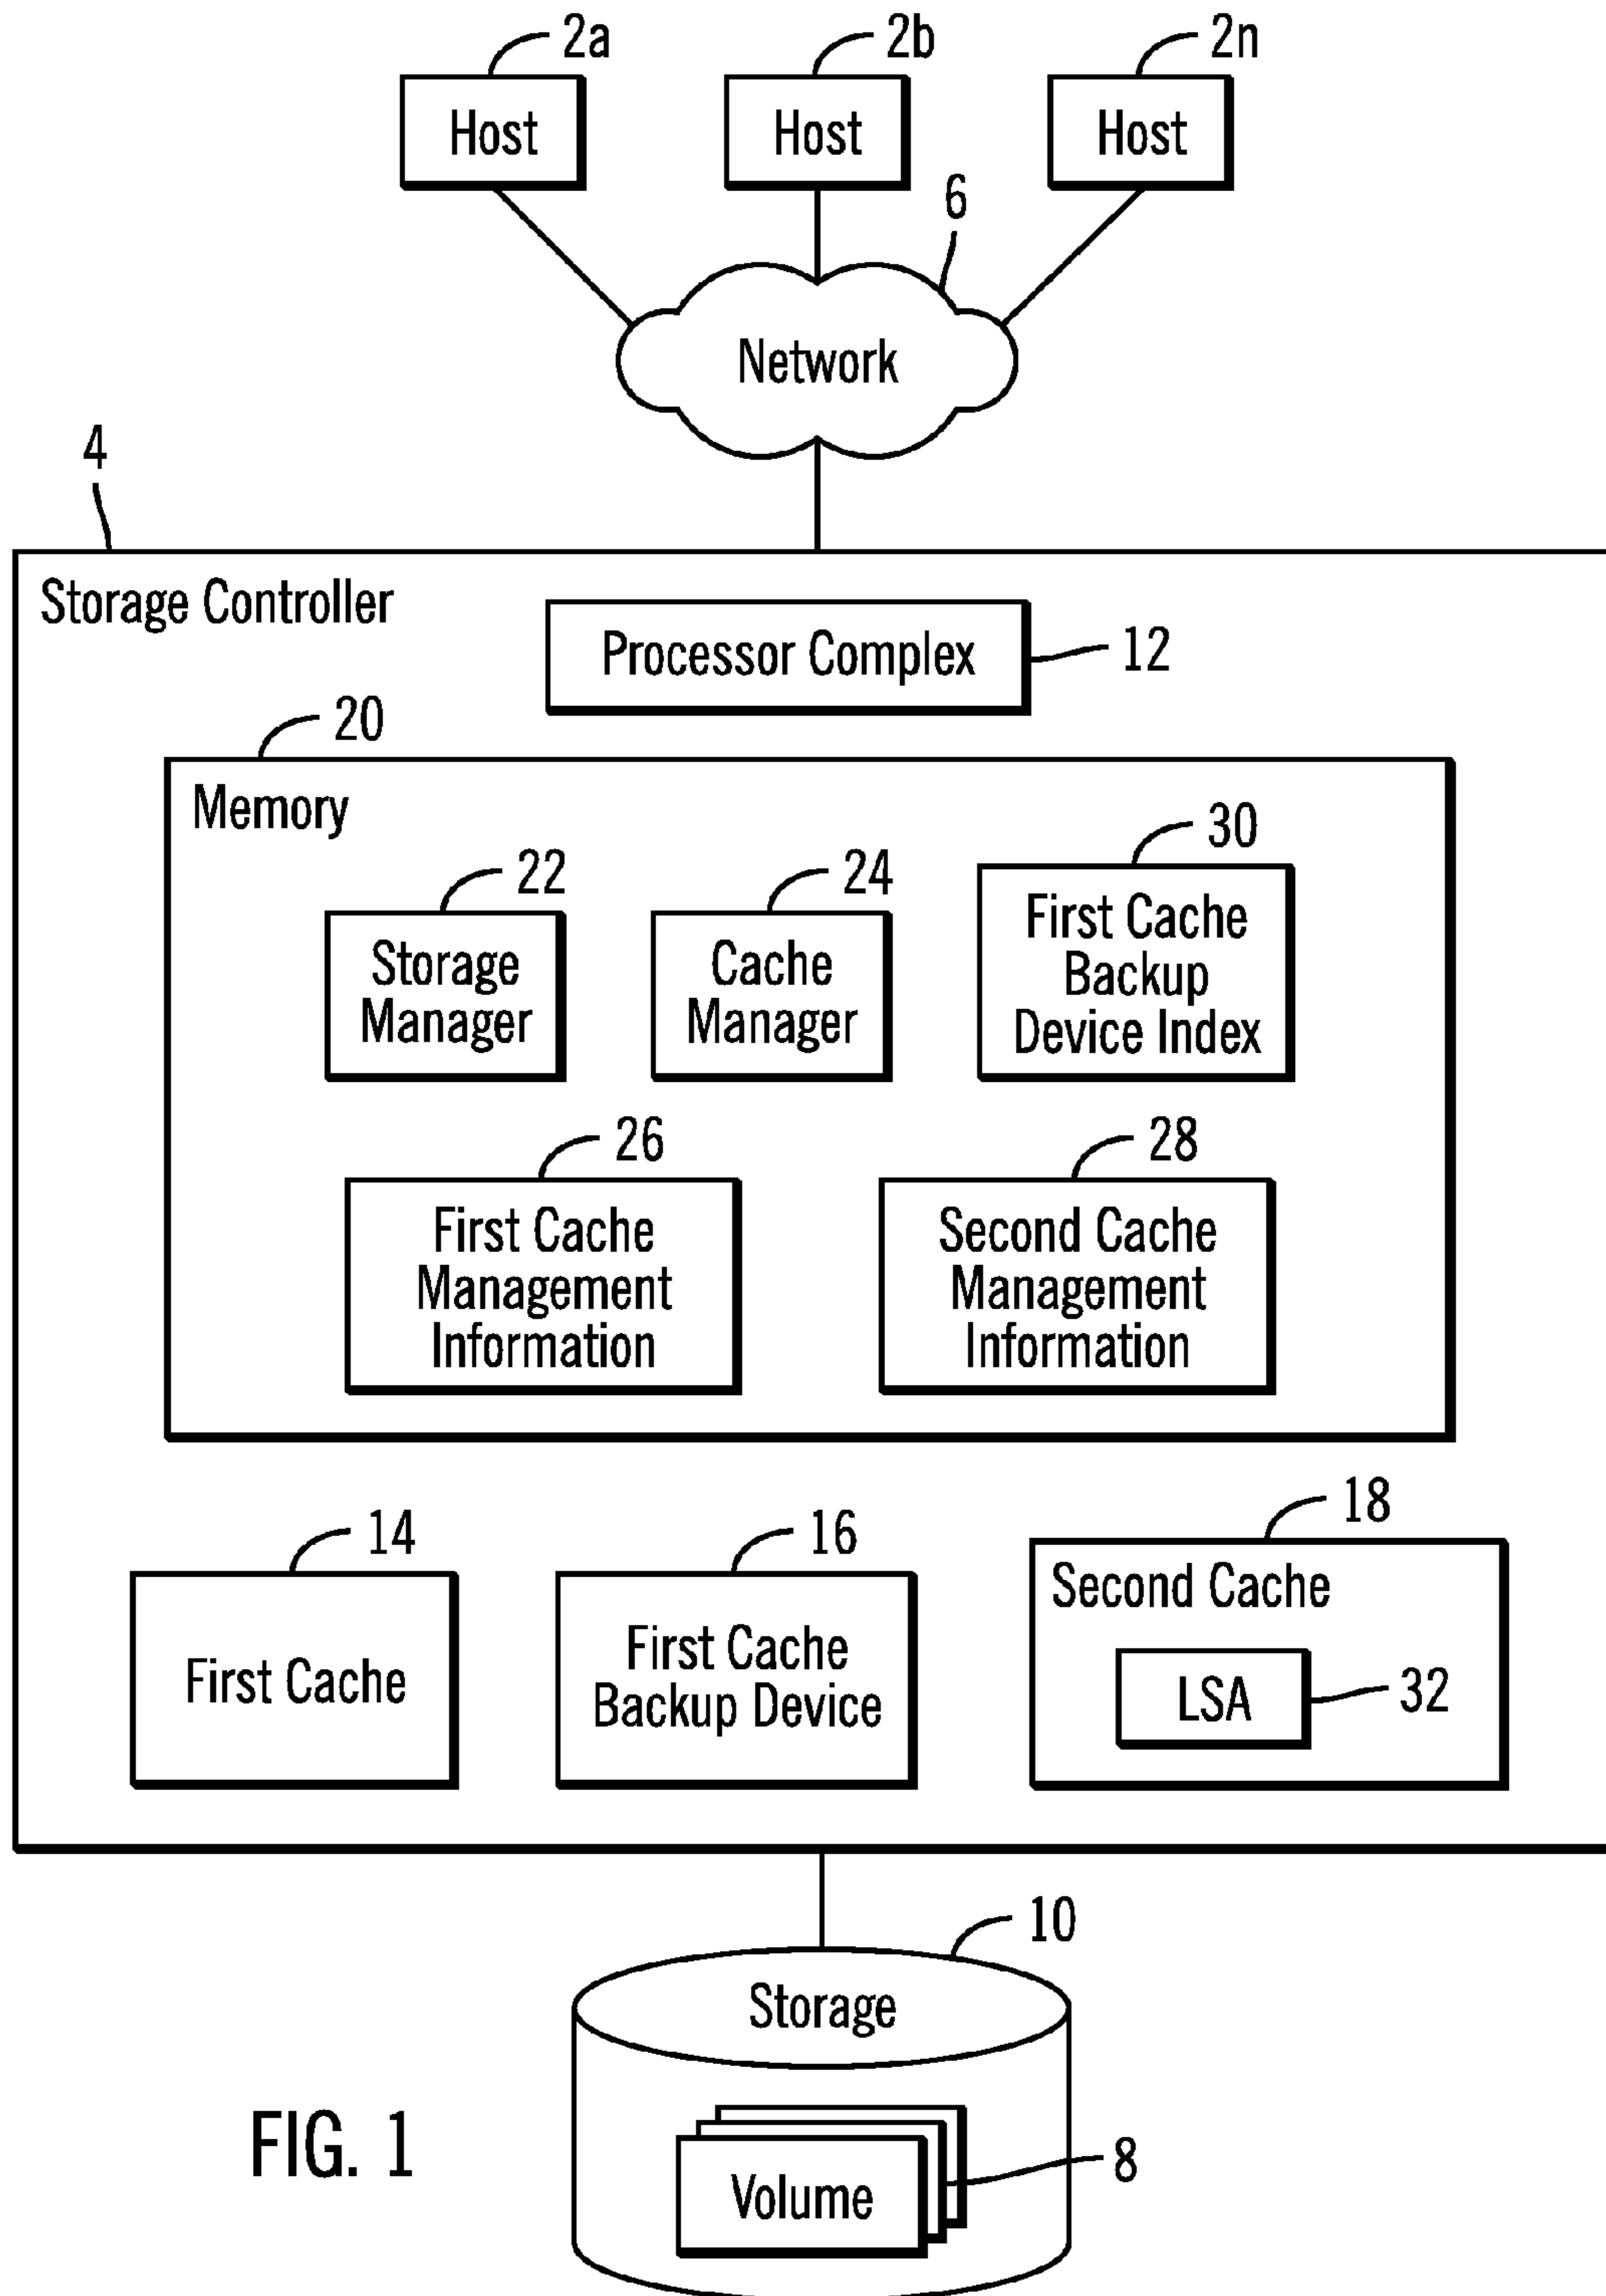 2a
2b
2n
Host
Host
Host
6
Network
4
Storage Controller
Processor Complex
12
20
Memory
22
24
30
Storage
Manager
Cache
Manager
First Cache
Backup
Device Index
26
28
First Cache
Management
Information
Second Cache
Management
Information
14
16
18
First Cache
First Cache
Backup Device
Second Cache
LSA
32
10
Storage
Volume
8
FIG. 1